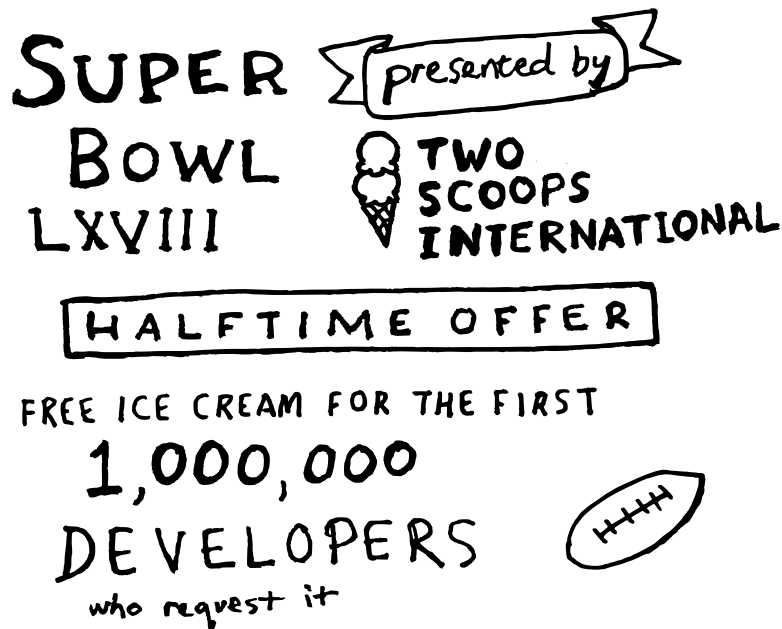 SUPER
BOWL
LXVIII
presented by
TWO
SCOOPS
INTERNATIONAL
HALFTIME OFFER
FREE ICE CREAM FOR THE FIRST
1,000,000
DEVELOPERS
who request it